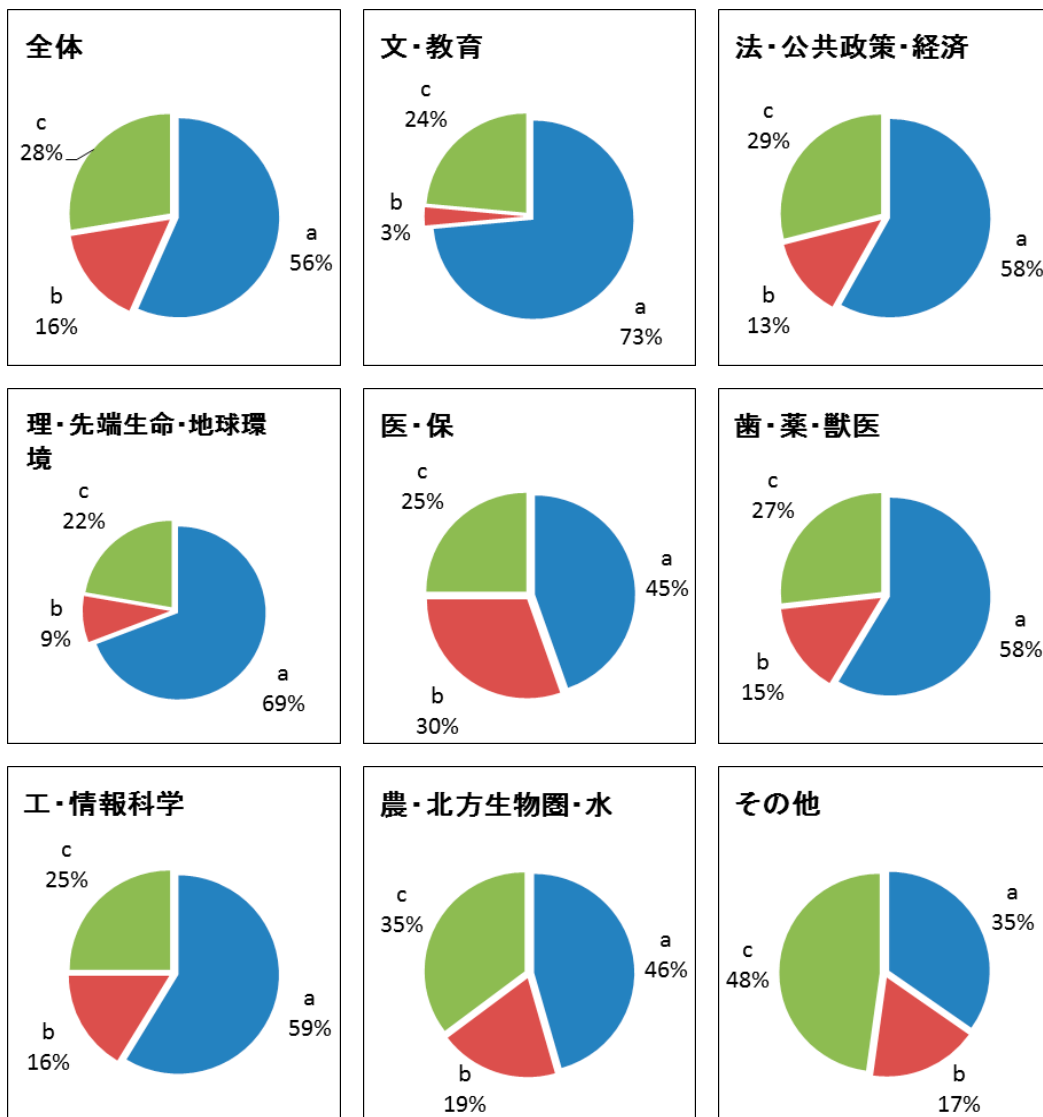 全体
c
28%
a
56%
b
16%
文・教育
c
24%
b
3%
a
73%
法・公共政策・経済
c
29%
a
58%
b
13%
理・先端生命・地球環
境
c
22%
b
9%
a
69%
医・保
c
25%
a
45%
b
30%
歯・薬・獣医
c
27%
a
58%
b
15%
工・情報科学
c
25%
a
59%
b
16%
農・北方生物圏・水
c
35%
a
46%
b
19%
その他
a
35%
c
48%
b
17%